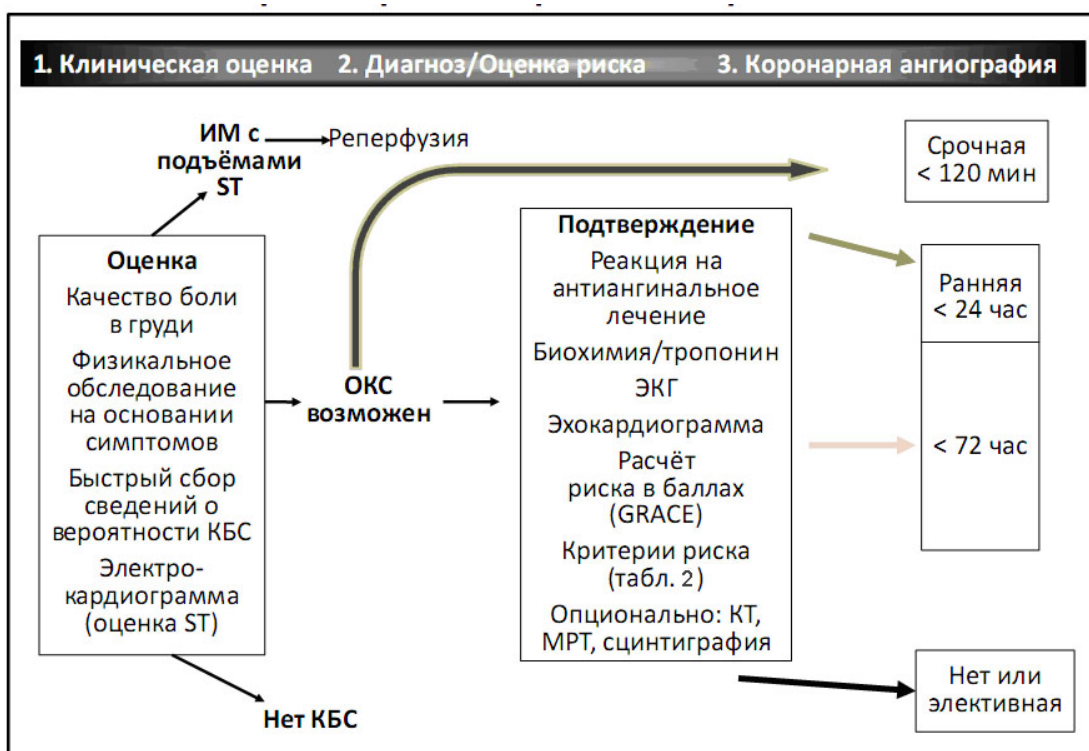 1. Клиническая оценка 2. Диагноз/Оценка риска 3. Коронарная ангиография
ИМ с
подъёмами
ST
Реперфузия
Оценка
Качество боли
в груди
Физикальное
обследование
на основании
симптомов
Быстрый сбор
сведений о
вероятности КБС
Электро-
кардиограмма
(оценка ST)
Нет КБС
ОКС
возможен
Подтверждение
Реакция на
антиангинальное
лечение
Биохимия/тропонин
ЭКГ
Эхокардиограмма
Расчёт
риска в баллах
(GRACE)
Критерии риска
(табл. 2)
Опционально: КТ,
МРТ, сцинтиграфия
Срочная
< 120 мин
Ранняя
< 24 час
< 72 час
Нет или
элективная